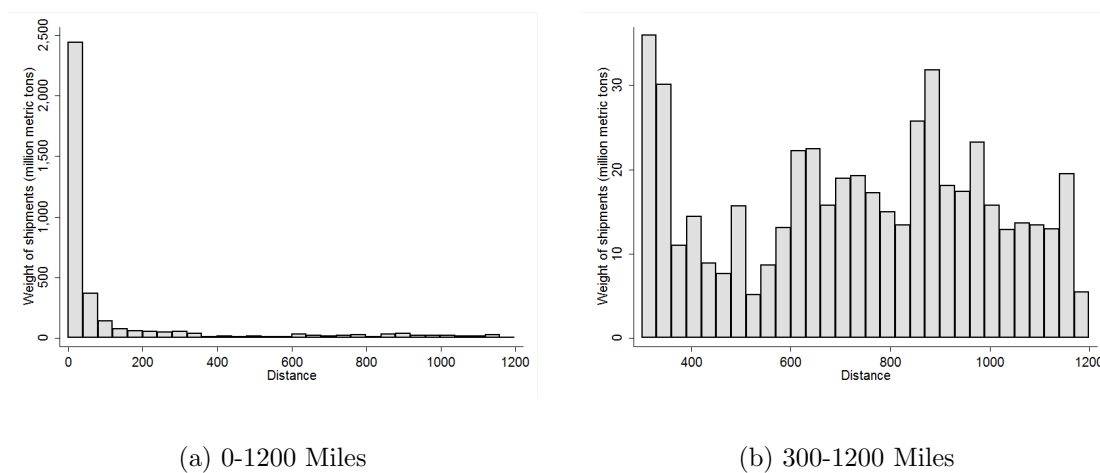 Weight of shipments (million metric tons)
2,500
2,000
1,500
1,000
500
0
0 200 400 600 800 1000 1200
Distance
(a) 0-1200 Miles
Weight of shipments (million metric tons)
30
20
10
0
400 600 800 1000 1200
Distance
(b) 300-1200 Miles